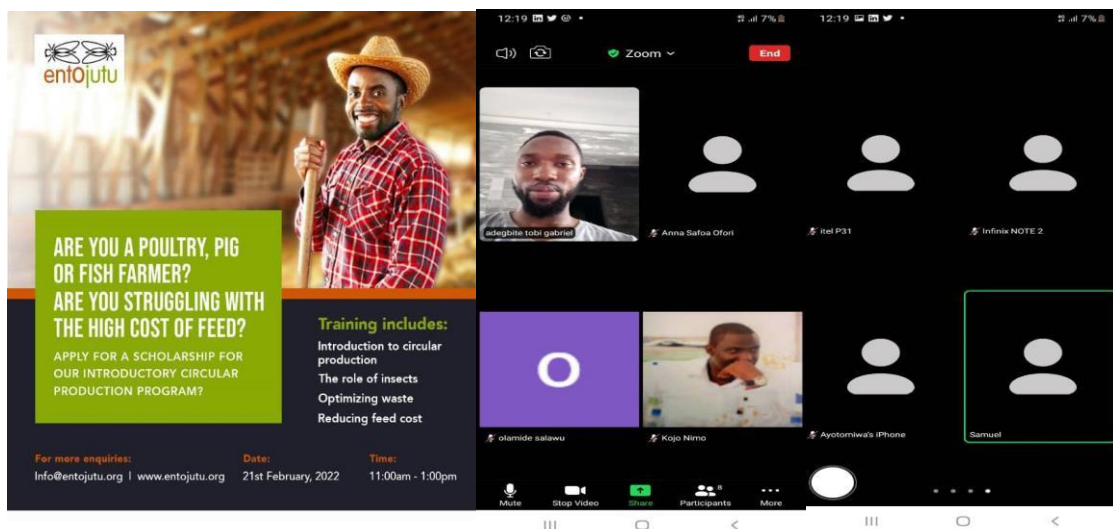 entOjutu
ARE YOU A POULTRY, PIG
OR FISH FARMER?
ARE YOU STRUGGLING WITH
THE HIGH COST OF FEED?
APPLY FOR A SCHOLARSHIP FOR
OUR INTRODUCTORY CIRCULAR
PRODUCTION PROGRAM?
Training includes:
Introduction to circular
production
The role of insects
Optimizing waste
Reducing feed cost
For more enquiries:
Info@entojutu.org | www.entojutu.org
Date:
21st February, 2022
Time:
11:00am - 1:00pm
12:19
7%
Zoom
End
adegbite tobi gabriel
Anna Safoa Ofori
O
olamide salawu
Kojo Nimo
Mute
Stop Video
Share
8
Participants
More
12:19
7%
itel P31
Infinix NOTE 2
Ayotomiwa's iPhone
Samuel